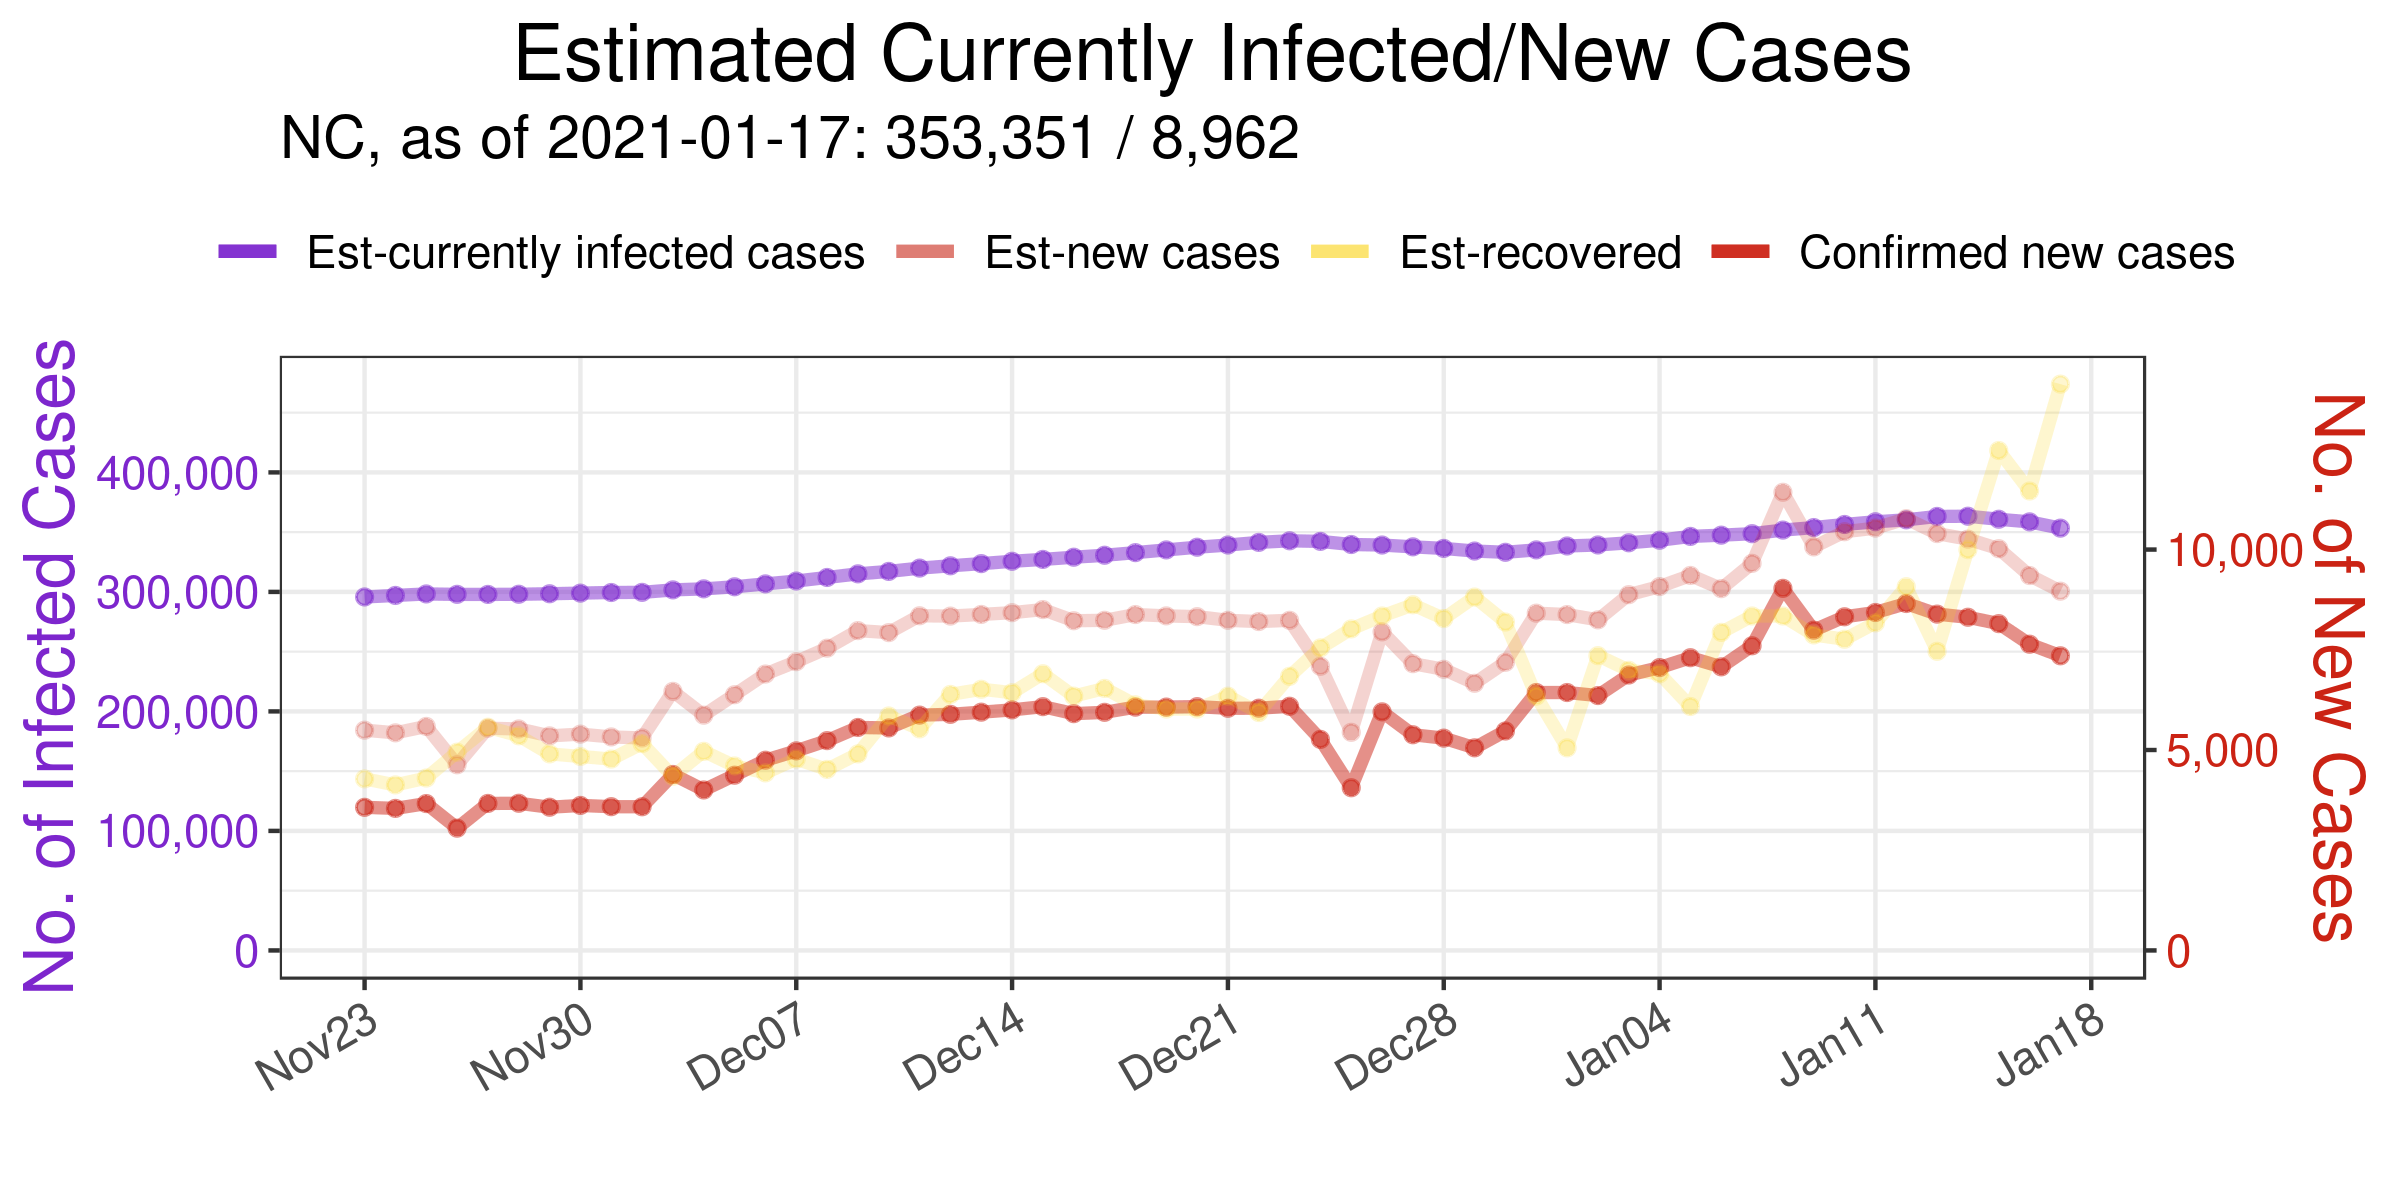 Estimated Currently Infected/New Cases
NC, as of 2021-01-17: 353,351 / 8,962
Est-currently infected cases Est-new cases Est-recovered Confirmed new cases
No. of Infected Cases
400,000
300,000
200,000
100,000
0
10,000
5,000
0
No. of New Cases
Nov23 Nov30 Dec07 Dec14 Dec21 Dec28 Jan04 Jan11 Jan18